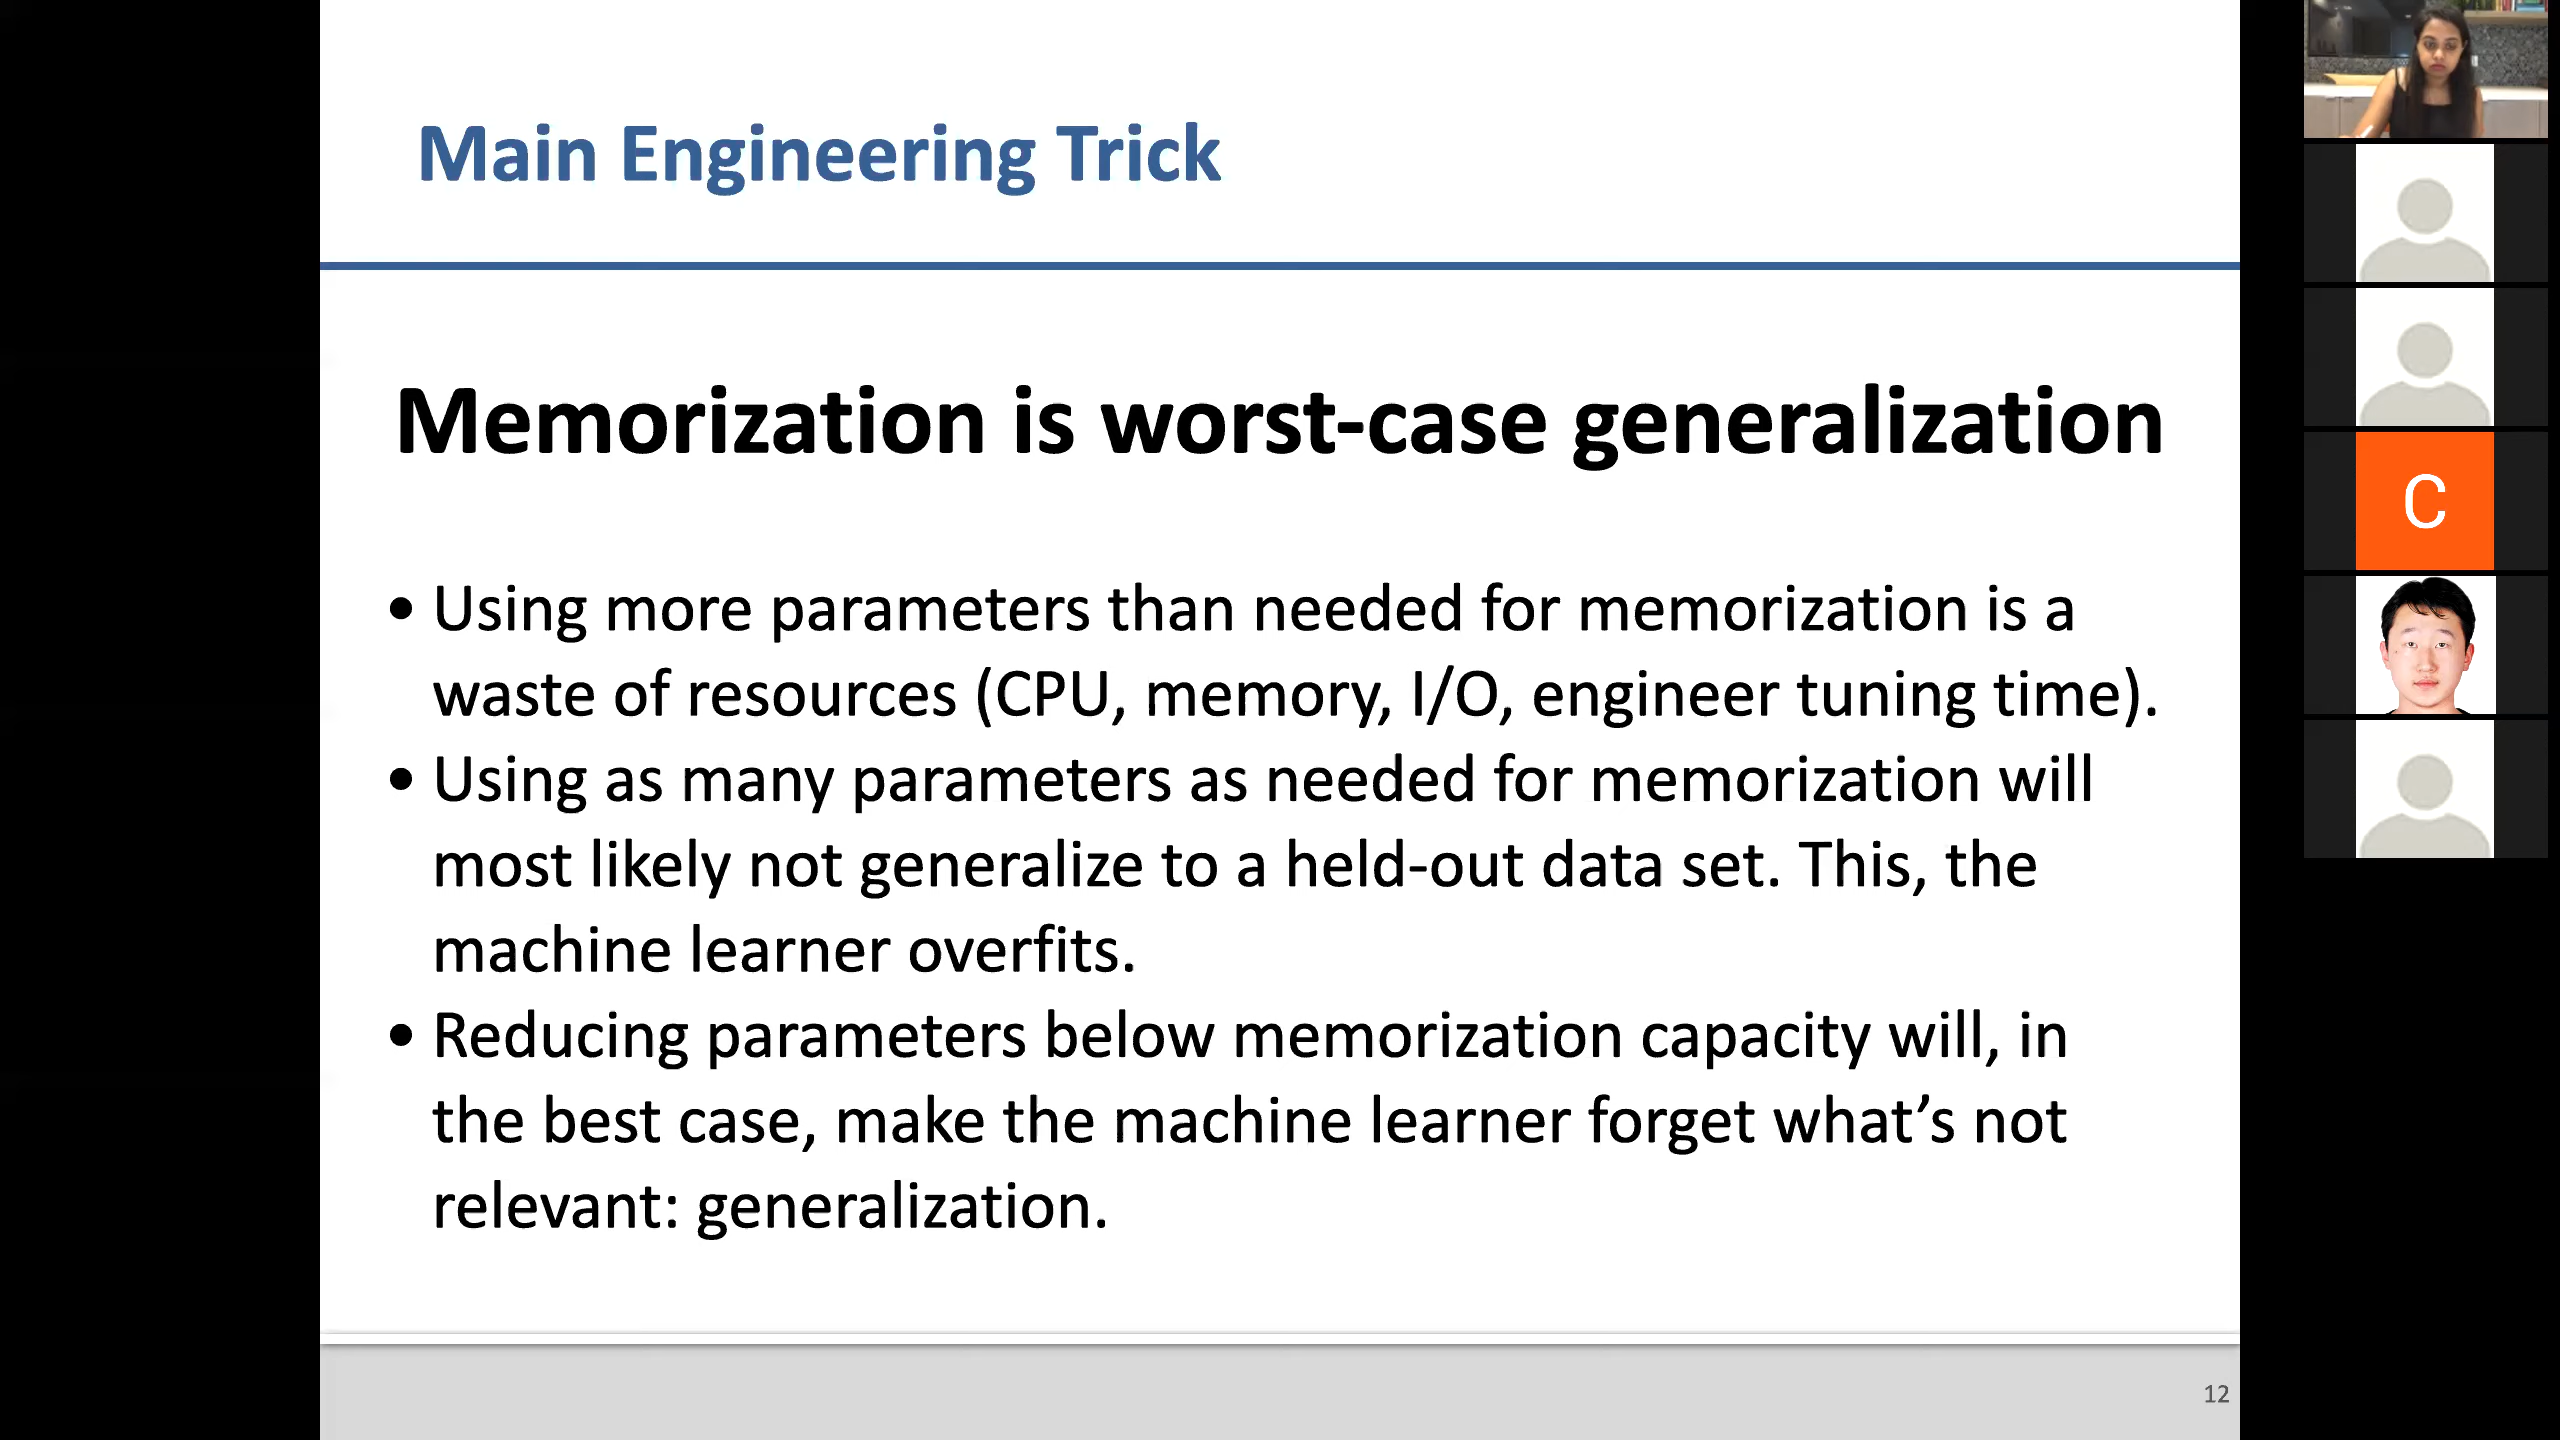 Main Engineering Trick
Memorization is worst-case generalization
• Using more parameters than needed for memorization is a
waste of resources (CPU, memory, I/O, engineer tuning time).
• Using as many parameters as needed for memorization will
most likely not generalize to a held-out data set. This, the
machine learner overfits.
• Reducing parameters below memorization capacity will, in
the best case, make the machine learner forget what’s not
relevant: generalization.
12
C